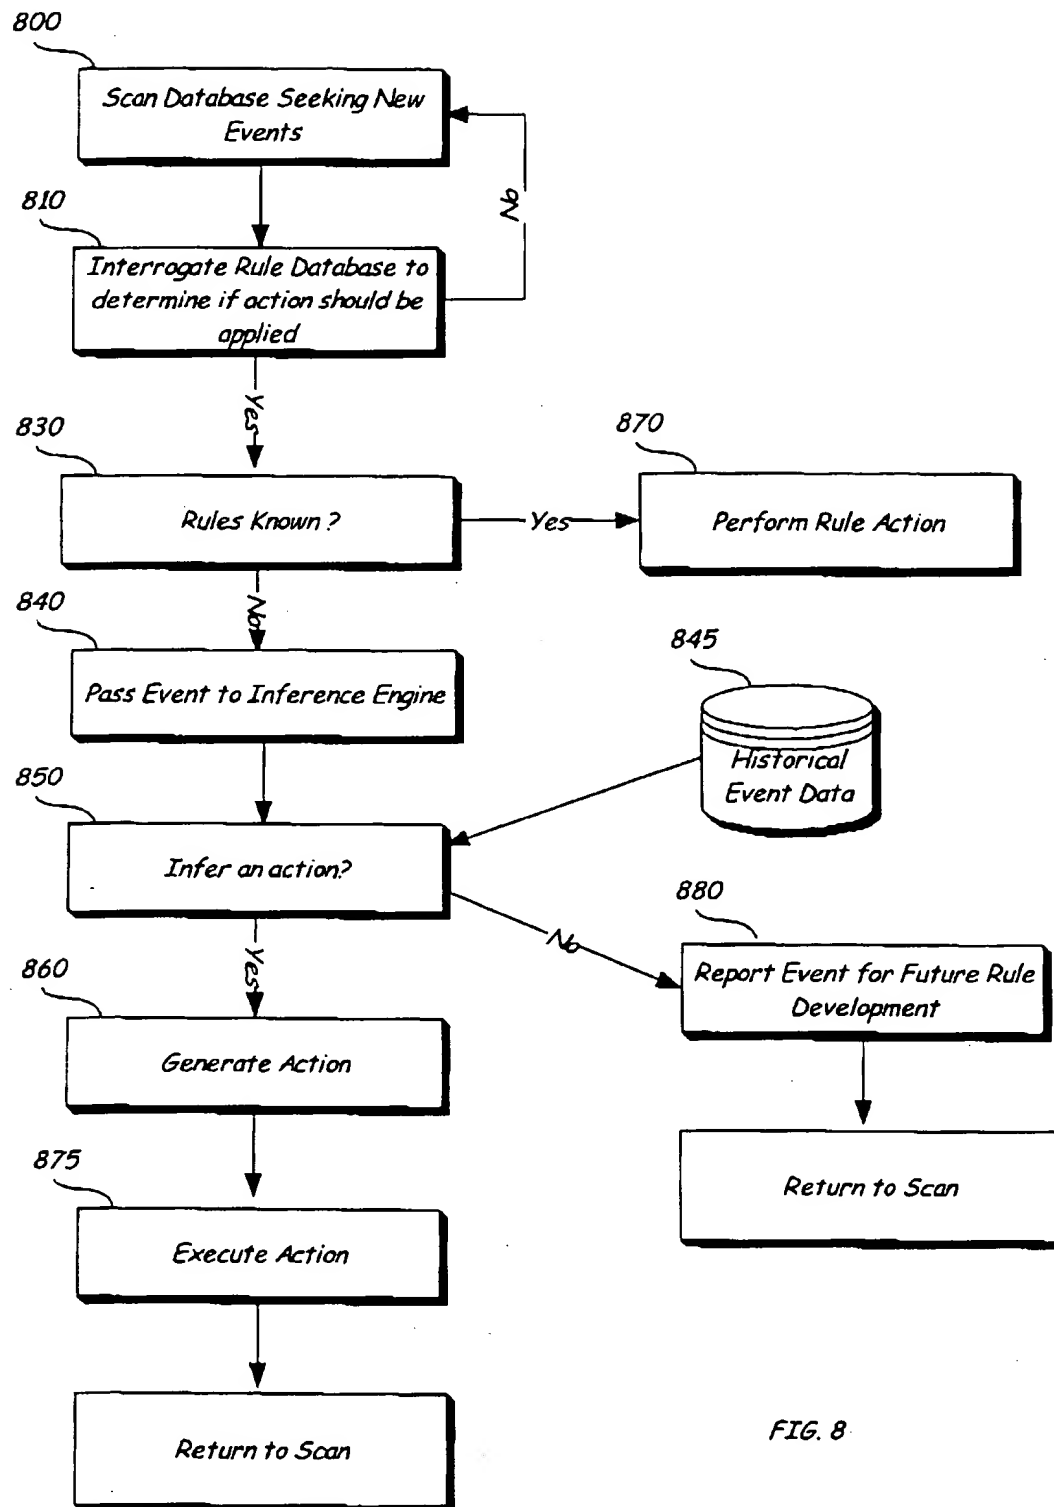 800
Scan Database Seeking New
Events
No
810
Interrogate Rule Database to
determine if action should be
applied
Yes
830
Rules Known?
Yes
870
Perform Rule Action
No
840
Pass Event to Inference Engine
845
Historical
Event Data
850
Infer an action?
No
880
Report Event for Future Rule
Development
Yes
860
Generate Action
Return to Scan
875
Execute Action
Return to Scan
FIG. 8